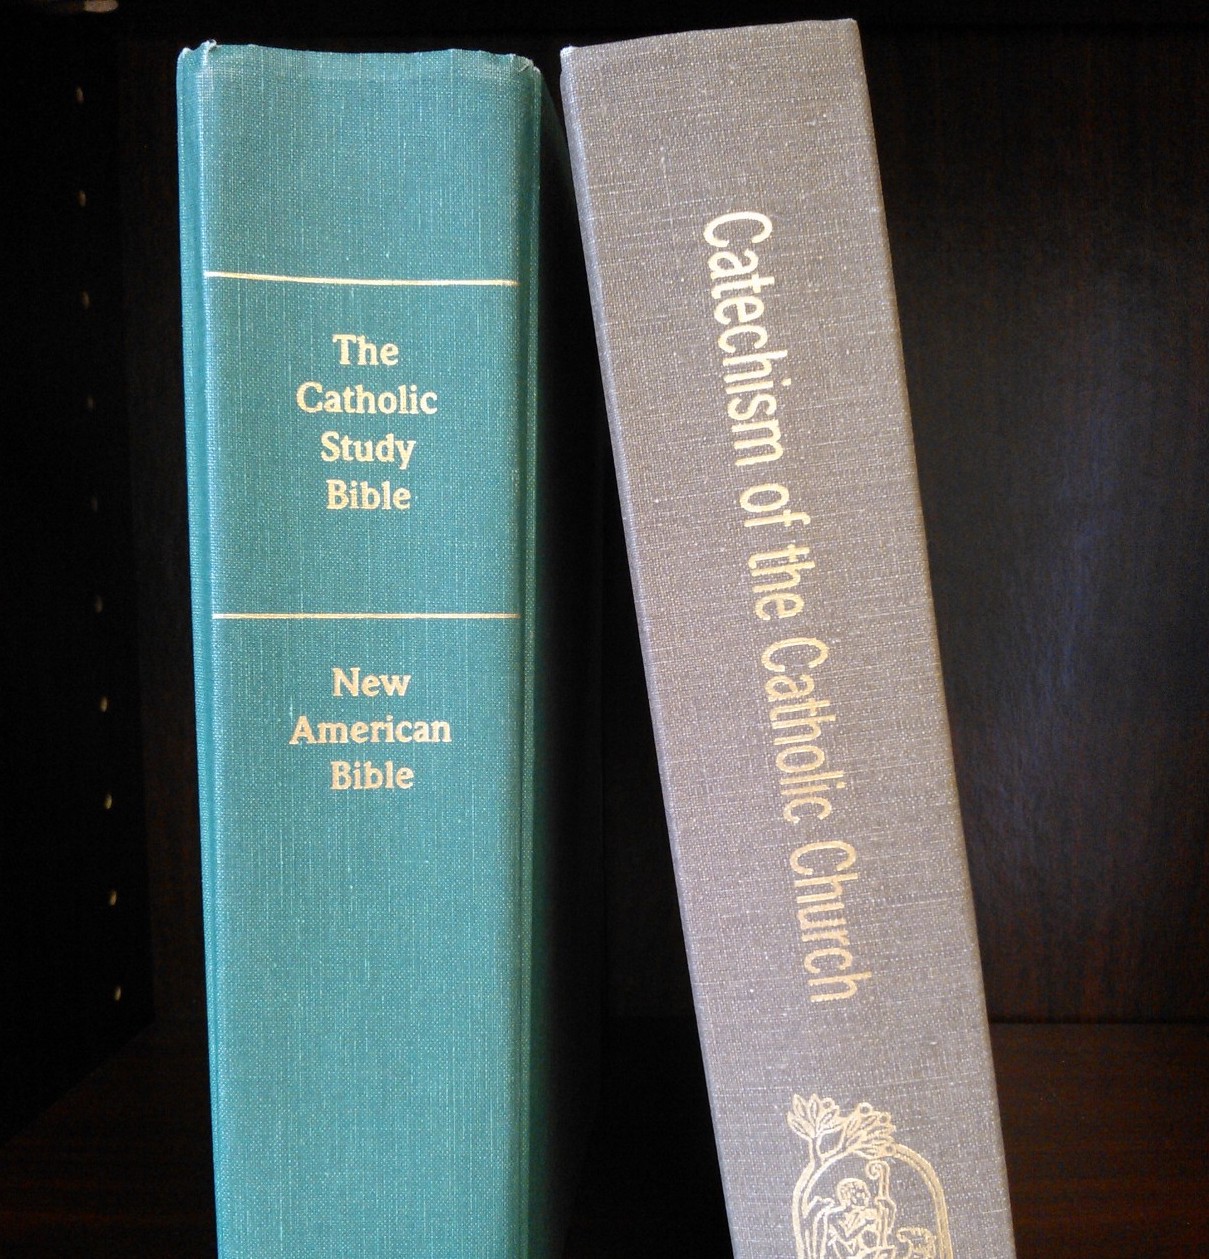 The
Catholic
Study
Bible
New
American
Bible
Catechism of the Catholic Church